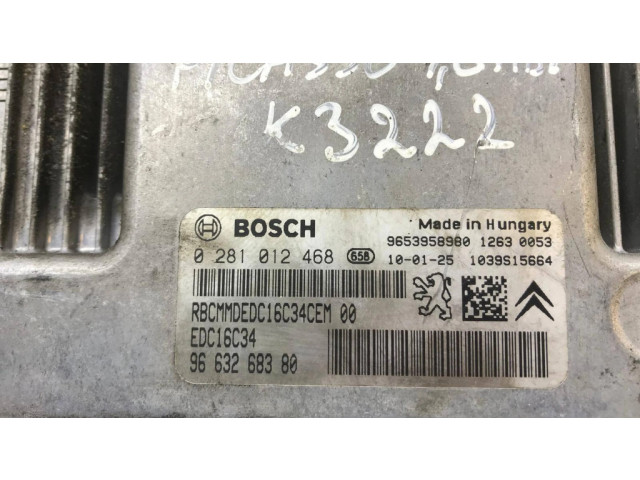 K3222
BOSCH
Made in Hungary
9653958980 1263 0053
0 281 012 468 658 10-01-25 1039S15664
RBCMMDEDC16C34CEM 00
EDC16C34
96 632 683 80